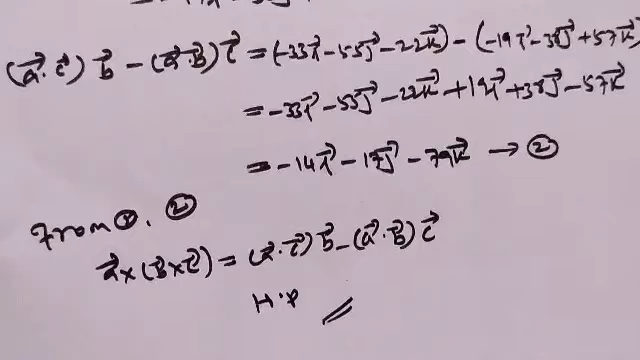 (a⃗·c⃗)b⃗ - (a⃗·b⃗)c⃗ = (-33i⃗-55j⃗-22k⃗) - (-19i⃗-38j⃗+57k⃗)
= -33i⃗-55j⃗-22k⃗+19i⃗+38j⃗-57k⃗
= -14i⃗-17j⃗-79k⃗ → ②
From ①, ②
a⃗×(b⃗×c⃗) = (a⃗·c⃗)b⃗-(a⃗·b⃗)c⃗
H·P